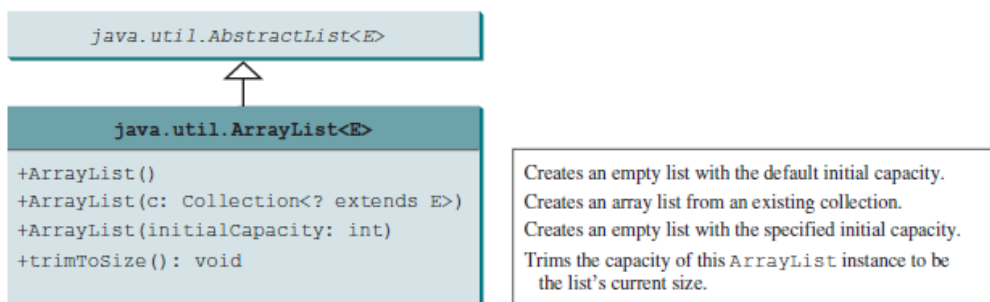 java.util.AbstractList<E>
java.util.ArrayList<E>
+ArrayList()
+ArrayList(c: Collection<? extends E>)
+ArrayList(initialCapacity: int)
+trimToSize(): void
Creates an empty list with the default initial capacity.
Creates an array list from an existing collection.
Creates an empty list with the specified initial capacity.
Trims the capacity of this ArrayList instance to be
the list’s current size.